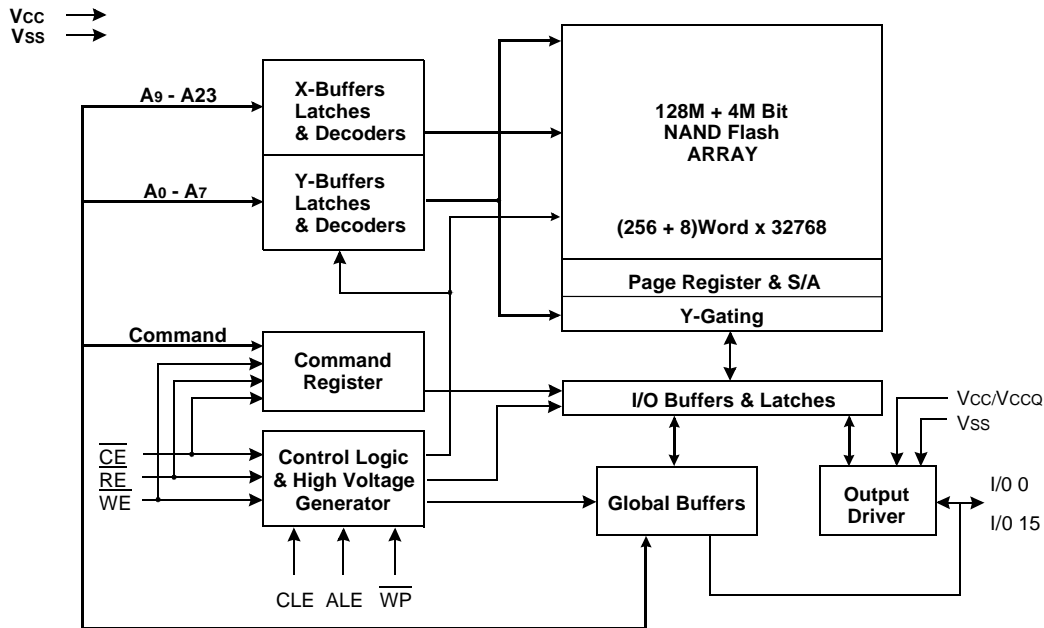 VCC
VSS
A9 - A23
X-Buffers
Latches
& Decoders
128M + 4M Bit
NAND Flash
ARRAY
A0 - A7
Y-Buffers
Latches
& Decoders
(256 + 8)Word x 32768
Page Register & S/A
Y-Gating
Command
Command
Register
I/O Buffers & Latches
VCC/VCCQ
VSS
CE
RE
WE
Control Logic
& High Voltage
Generator
Global Buffers
Output
Driver
I/0 0
I/0 15
CLE ALE WP